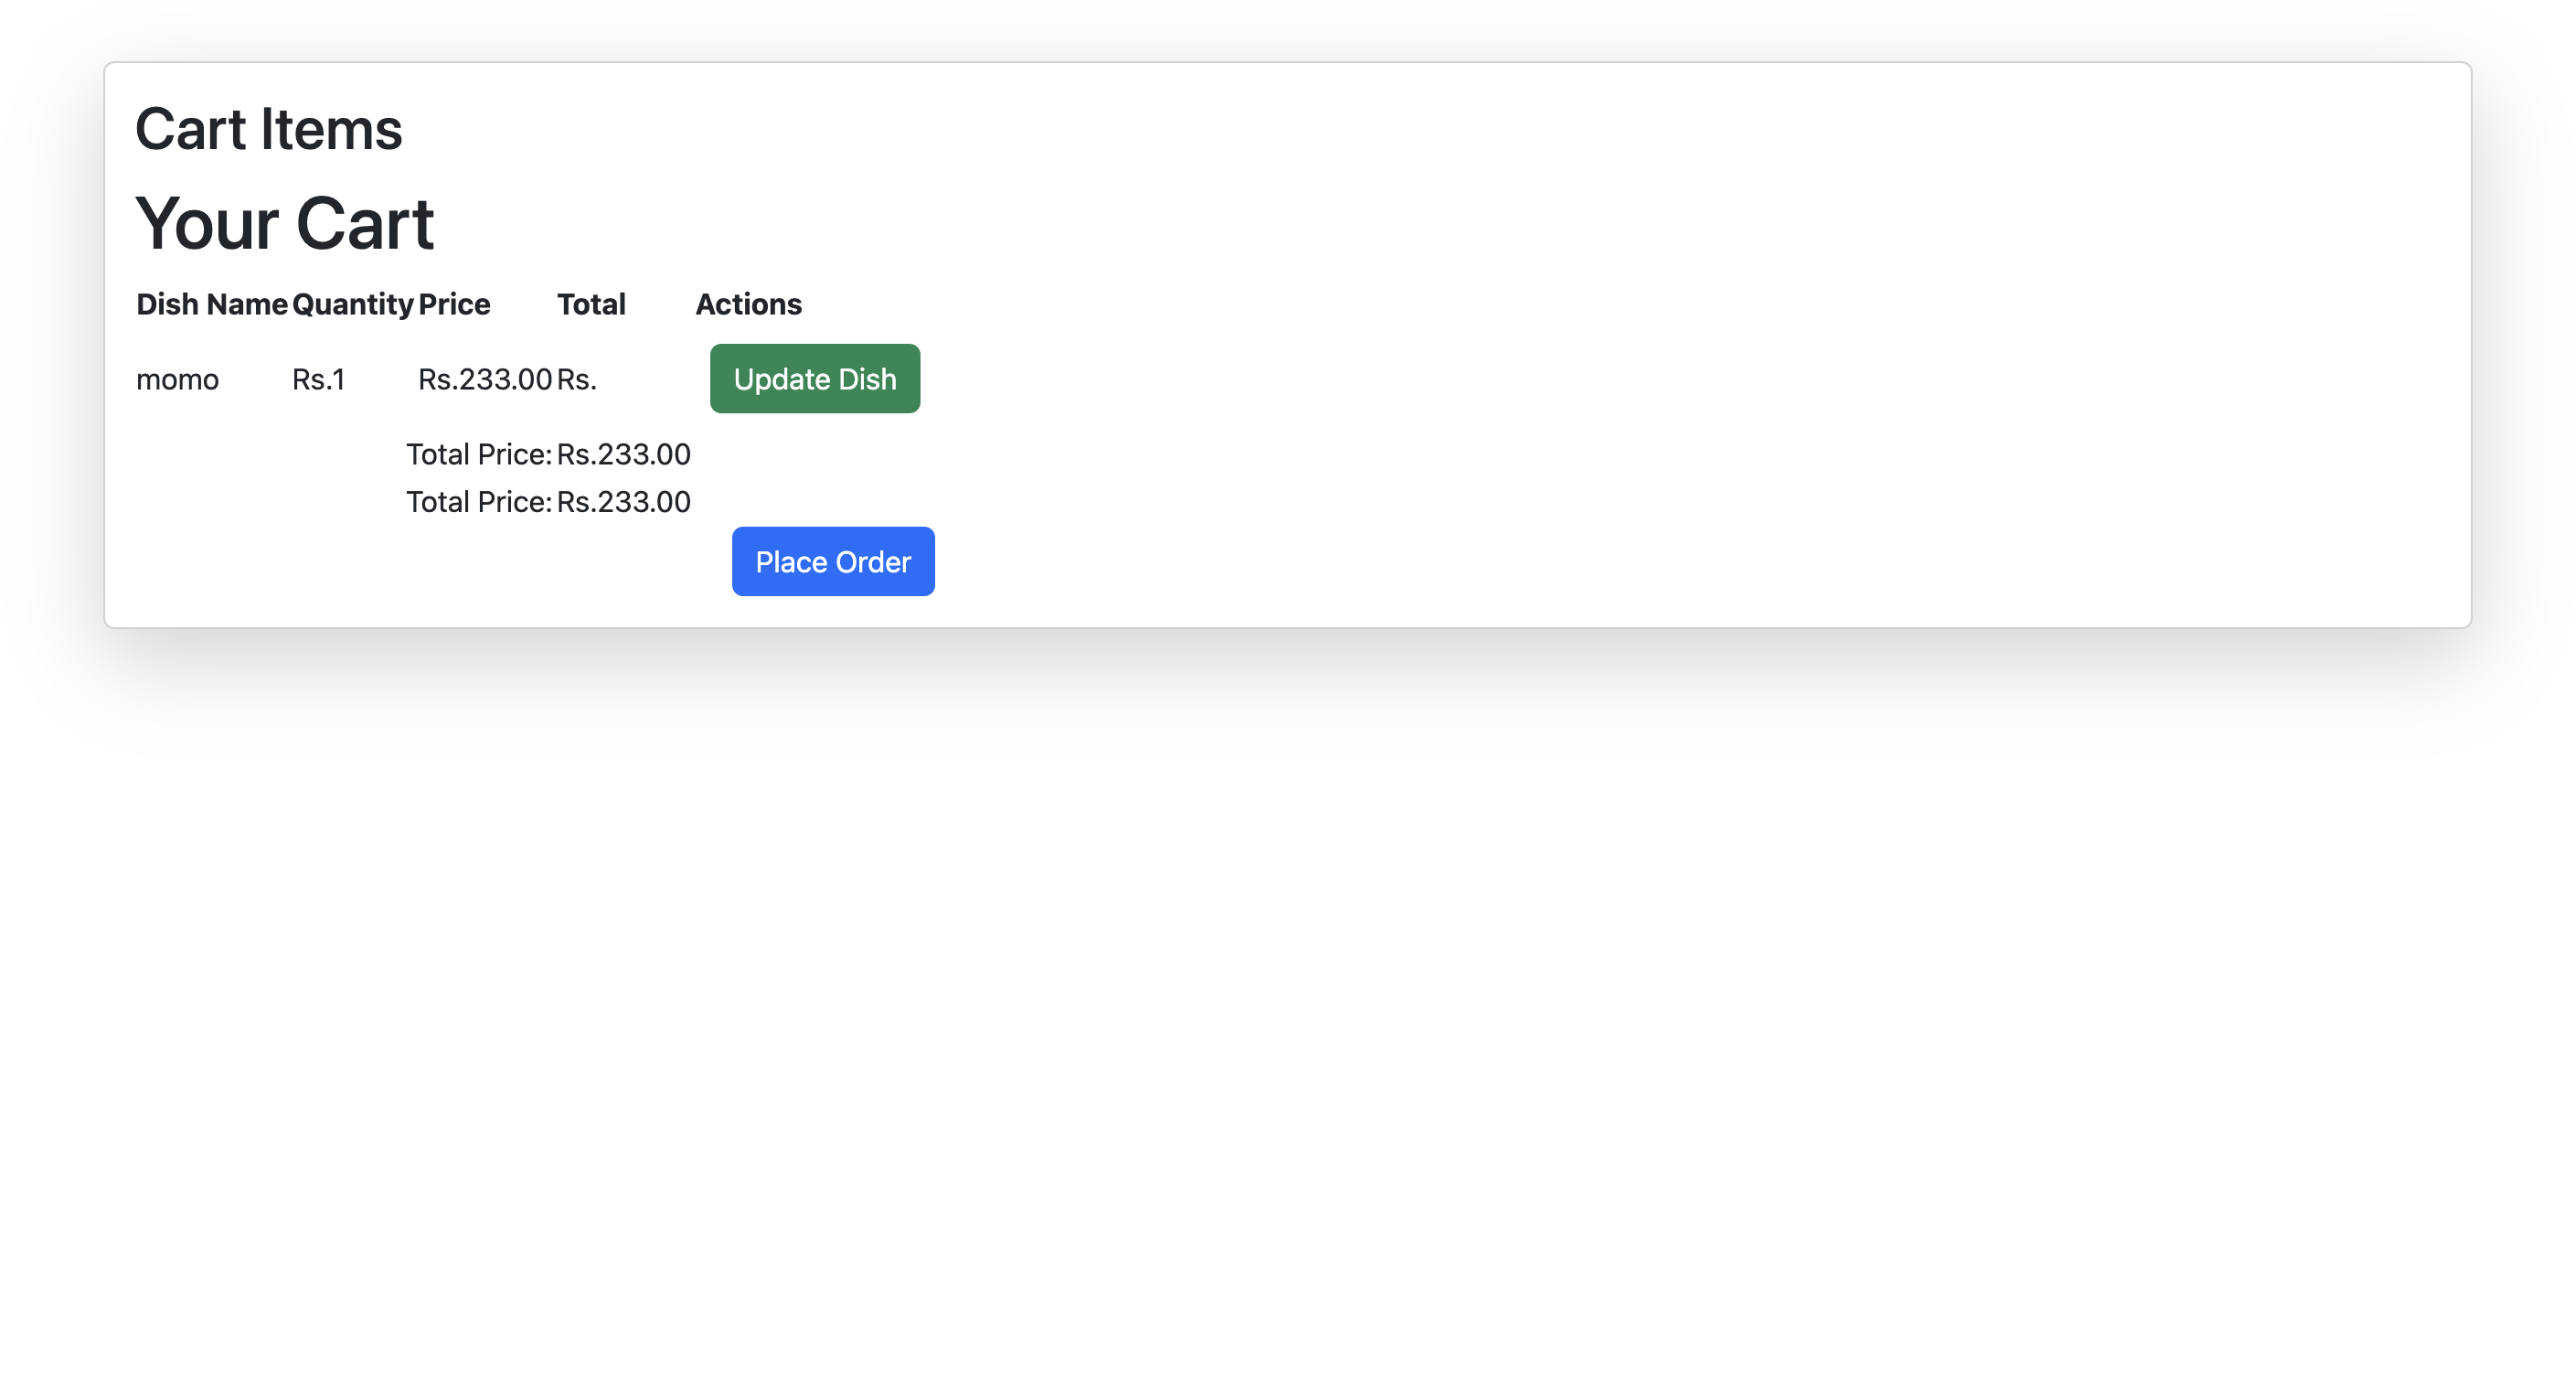 Cart Items
Your Cart
Dish Name Quantity Price Total Actions
momo Rs.1 Rs.233.00 Rs. Update Dish
Total Price: Rs.233.00
Total Price: Rs.233.00
Place Order